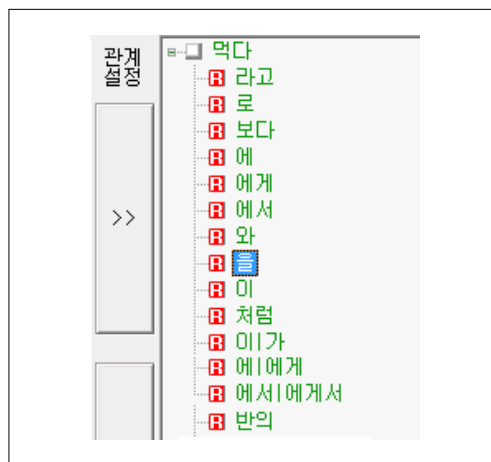 관계
설정
>>
먹다
R 라고
R 로
R 보다
R 에
R 에게
R 에서
R 와
R 을
R 이
R 처럼
R 이|가
R 에|에게
R 에서|에게서
R 반의